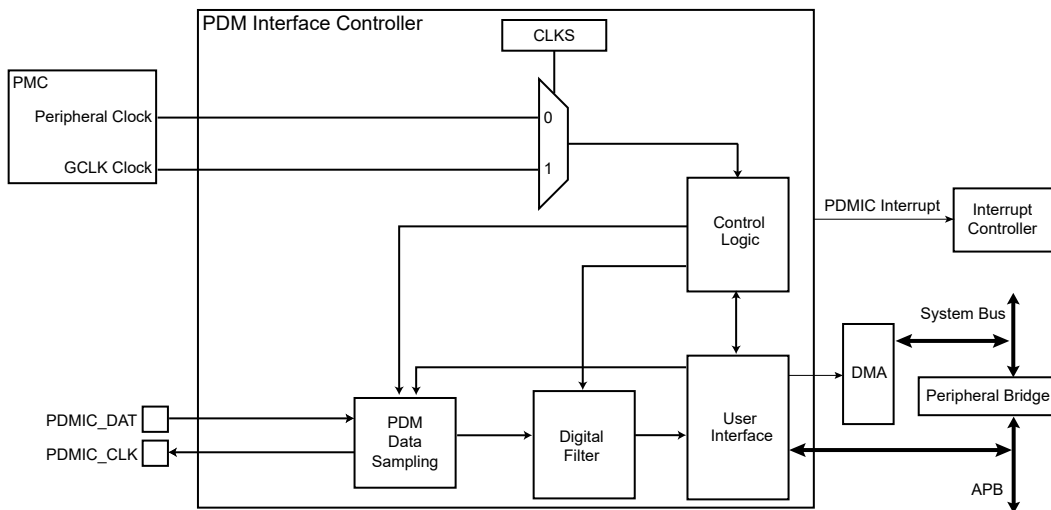 PDM Interface Controller
CLKS
PMC
Peripheral Clock
0
GCLK Clock
1
Control
Logic
PDMIC Interrupt
Interrupt
Controller
System Bus
DMA
Peripheral Bridge
PDMIC_DAT
PDMIC_CLK
PDM
Data
Sampling
Digital
Filter
User
Interface
APB